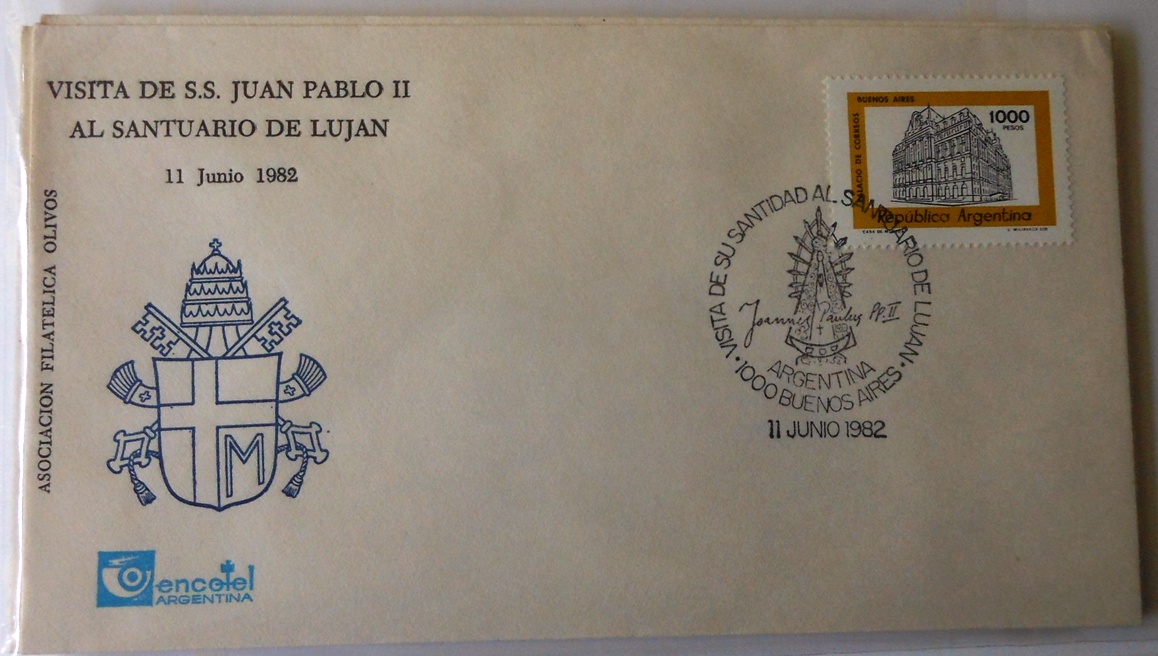 VISITA DE S.S. JUAN PABLO II
AL SANTUARIO DE LUJAN
11 Junio 1982
ASOCIACION FILATELICA OLIVOS
M
encotel
ARGENTINA
BUENOS AIRES
PALACIO DE CORREOS
1000
PESOS
República Argentina
CASA DE
VISITA DE SU SANTIDAD AL SANTUARIO DE LUJAN
Joannes Paulus PP. II
ARGENTINA
1000 BUENOS AIRES
11 JUNIO 1982